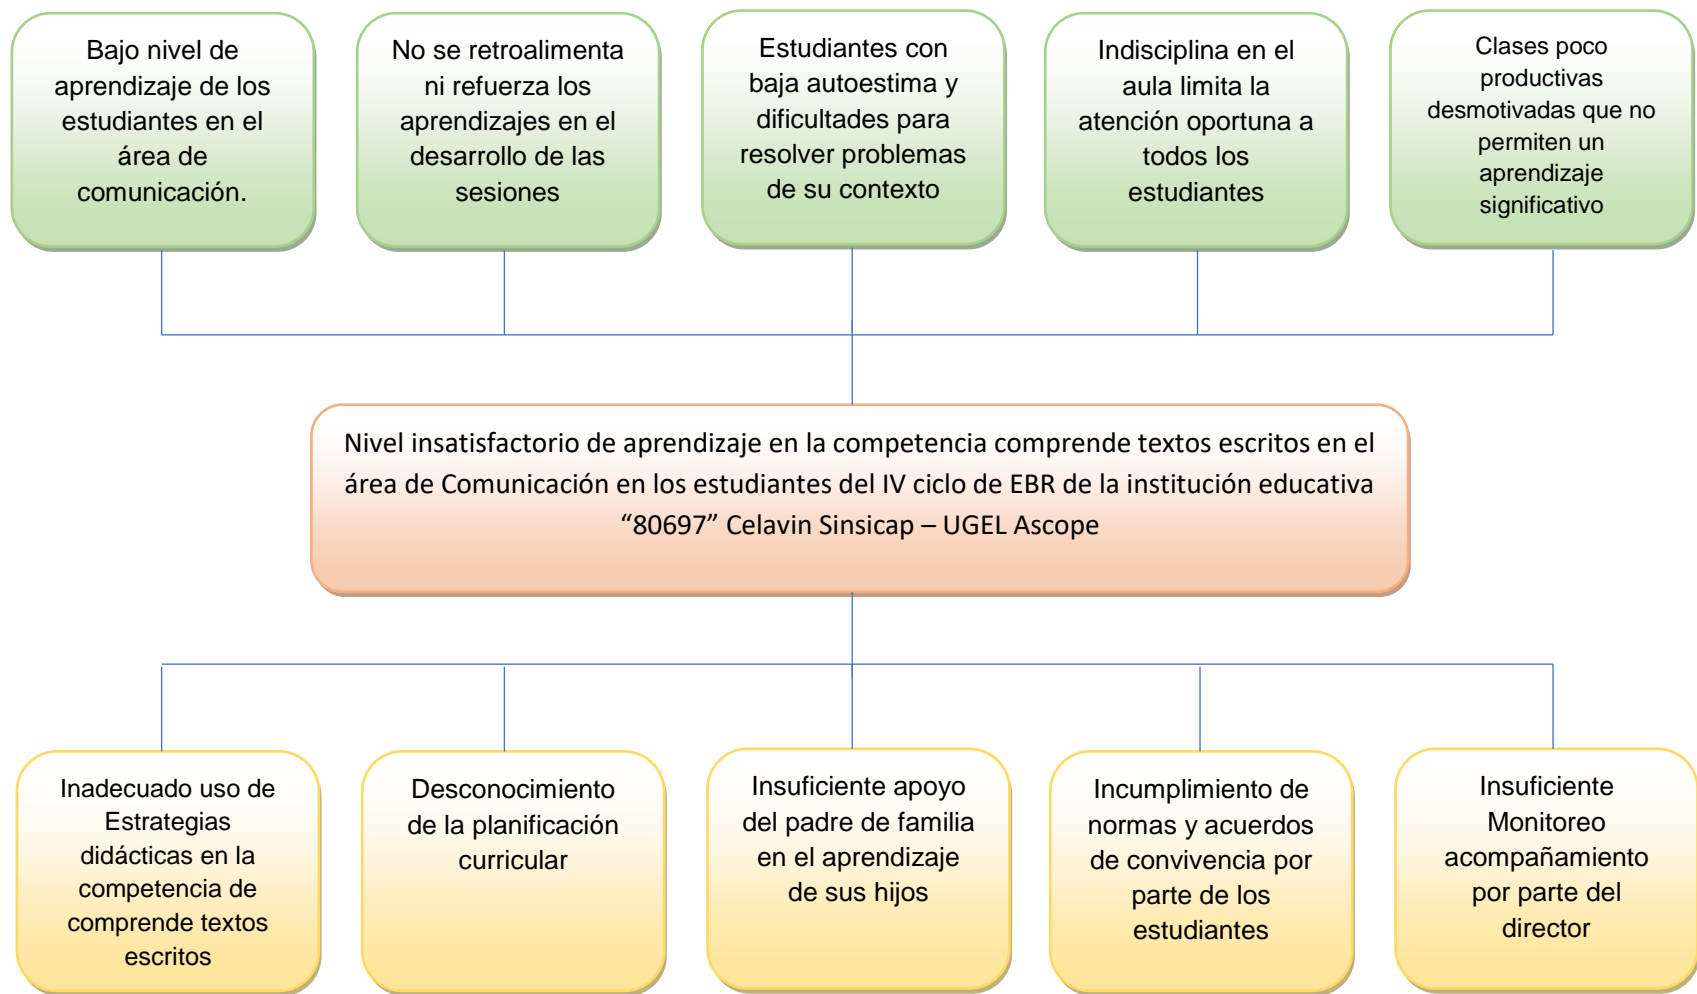 Bajo nivel de
aprendizaje de los
estudiantes en el
área de
comunicación.
No se retroalimenta
ni refuerza los
aprendizajes en el
desarrollo de las
sesiones
Estudiantes con
baja autoestima y
dificultades para
resolver problemas
de su contexto
Indisciplina en el
aula limita la
atención oportuna a
todos los
estudiantes
Clases poco
productivas
desmotivadas que no
permiten un
aprendizaje
significativo
Nivel insatisfactorio de aprendizaje en la competencia comprende textos escritos en el
área de Comunicación en los estudiantes del IV ciclo de EBR de la institución educativa
“80697” Celavin Sinsicap – UGEL Ascope
Inadecuado uso de
Estrategias
didácticas en la
competencia de
comprende textos
escritos
Desconocimiento
de la planificación
curricular
Insuficiente apoyo
del padre de familia
en el aprendizaje
de sus hijos
Incumplimiento de
normas y acuerdos
de convivencia por
parte de los
estudiantes
Insuficiente
Monitoreo
acompañamiento
por parte del
director